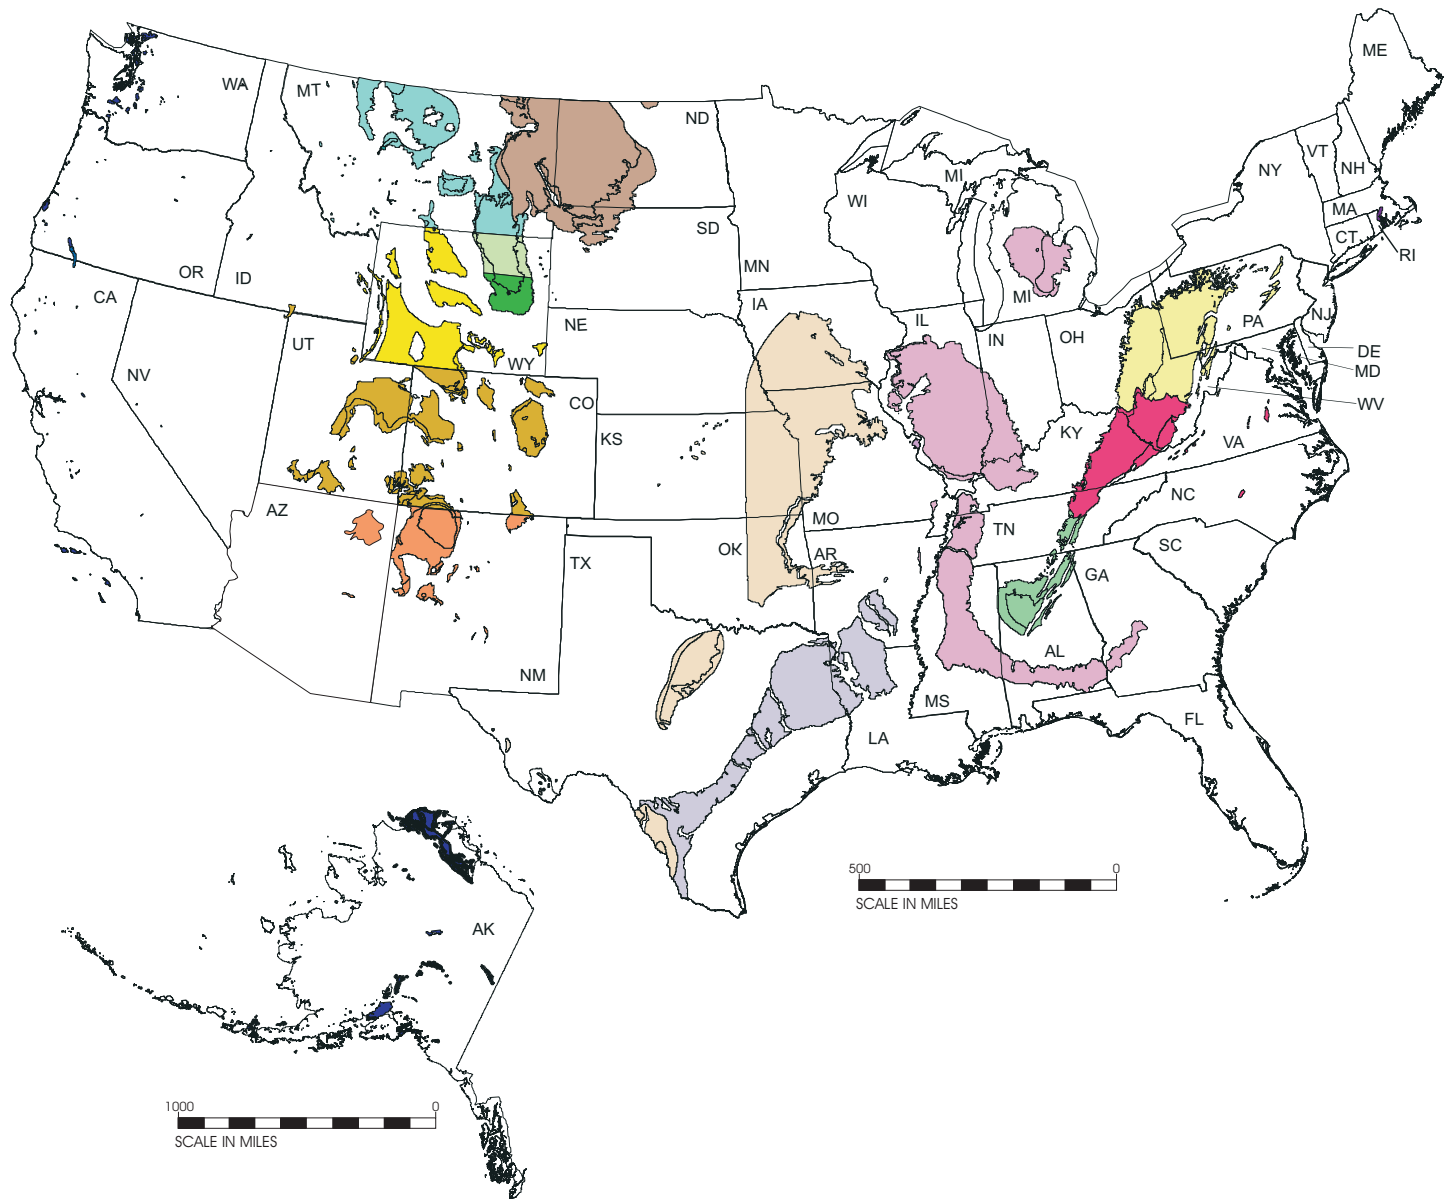 ME
WA
MT
ND
VT
NH
NY
MI
WI
MA
SD
CT
RI
MN
OR
ID
CA
MI
IA
NJ
PA
NE
IL
OH
IN
UT
DE
WY
MD
NV
CO
WV
KS
KY
VA
NC
AZ
MO
TN
SC
OK
AR
TX
GA
AL
NM
MS
FL
LA
500 0
SCALE IN MILES
AK
1000 0
SCALE IN MILES